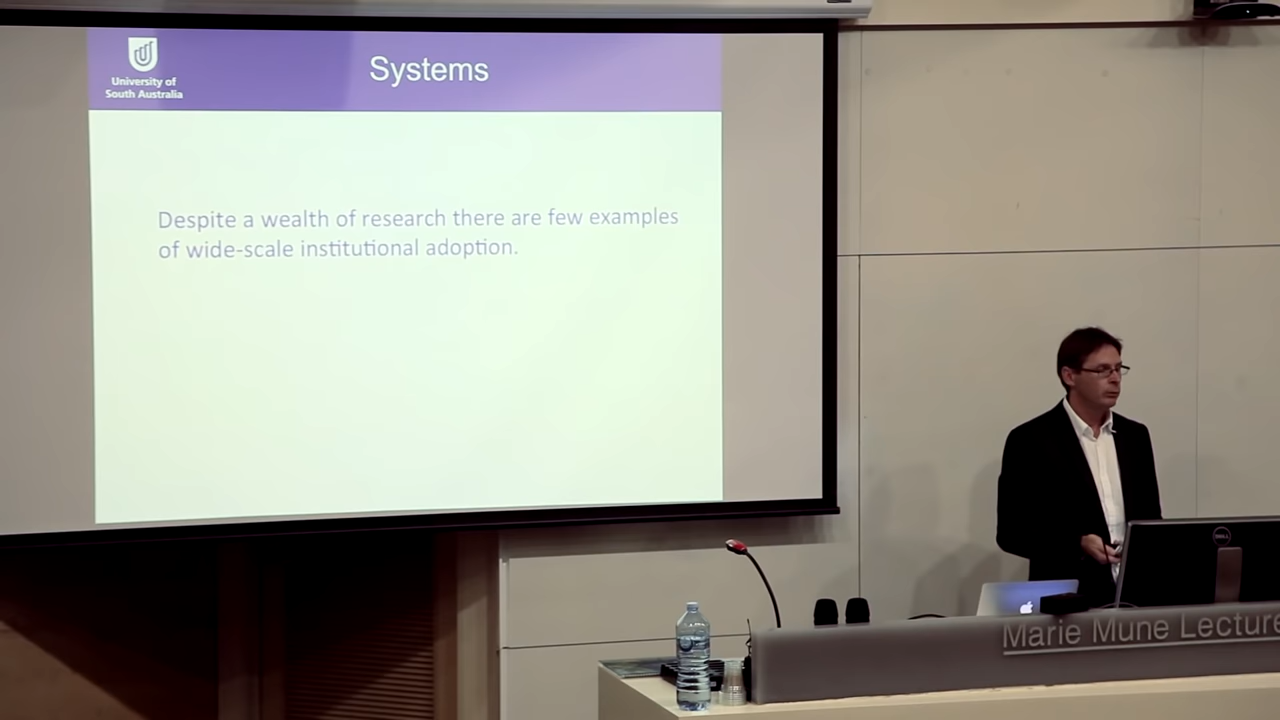 University of
South Australia
Systems
Despite a wealth of research there are few examples
of wide-scale institutional adoption.
DELL
Marie Mune Lecture